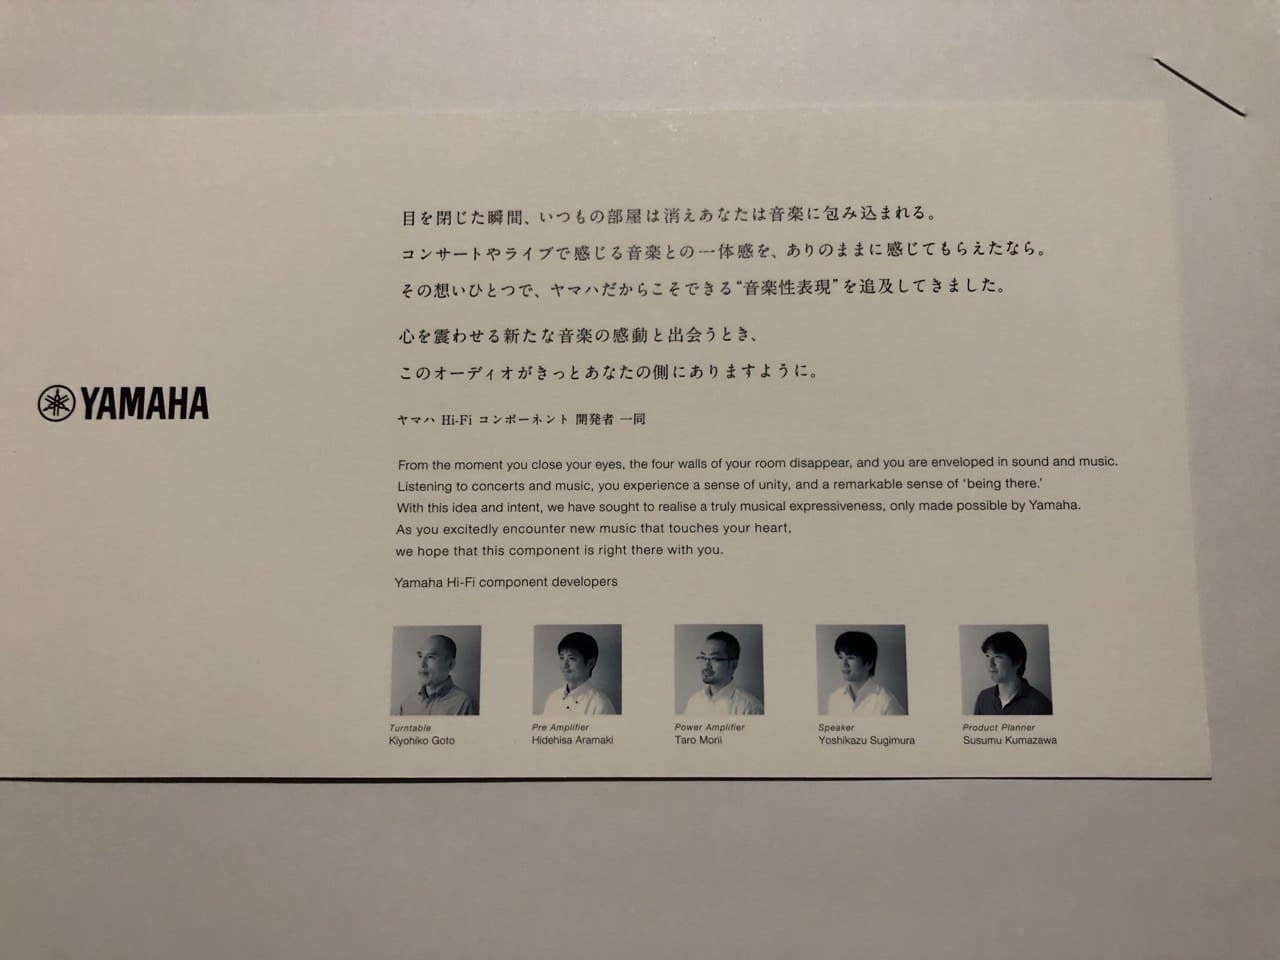 YAMAHA
目を閉じた瞬間、いつもの部屋は消えあなたは音楽に包み込まれる。
コンサートやライブで感じる音楽との一体感を、ありのままに感じてもらえたなら。
その想いひとつで、ヤマハだからこそできる“音楽性表現”を追及してきました。
心を震わせる新たな音楽の感動と出会うとき、
このオーディオがきっとあなたの側にありますように。
ヤマハ Hi-Fi コンポーネント 開発者 一同
From the moment you close your eyes, the four walls of your room disappear, and you are enveloped in sound and music.
Listening to concerts and music, you experience a sense of unity, and a remarkable sense of ‘being there.’
With this idea and intent, we have sought to realise a truly musical expressiveness, only made possible by Yamaha.
As you excitedly encounter new music that touches your heart,
we hope that this component is right there with you.
Yamaha Hi-Fi component developers
Turntable
Kiyohiko Goto
Pre Amplifier
Hidehisa Aramaki
Power Amplifier
Taro Morii
Speaker
Yoshikazu Sugimura
Product Planner
Susumu Kumazawa